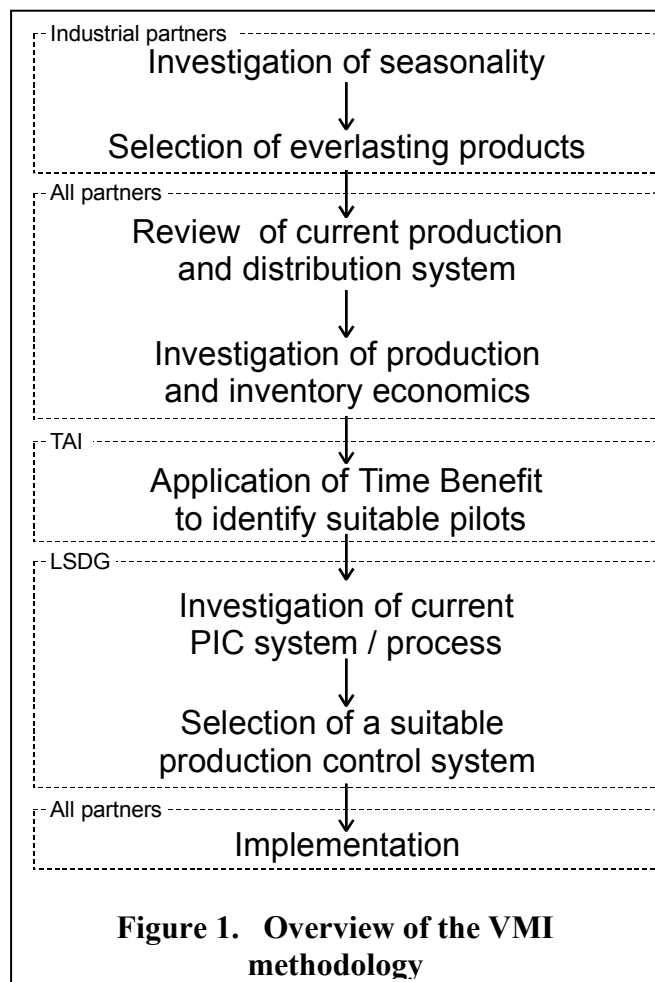 Industrial partners
Investigation of seasonality
Selection of everlasting products
All partners
Review of current production
and distribution system
Investigation of production
and inventory economics
TAI
Application of Time Benefit
to identify suitable pilots
LSDG
Investigation of current
PIC system / process
Selection of a suitable
production control system
All partners
Implementation
Figure 1. Overview of the VMI
methodology